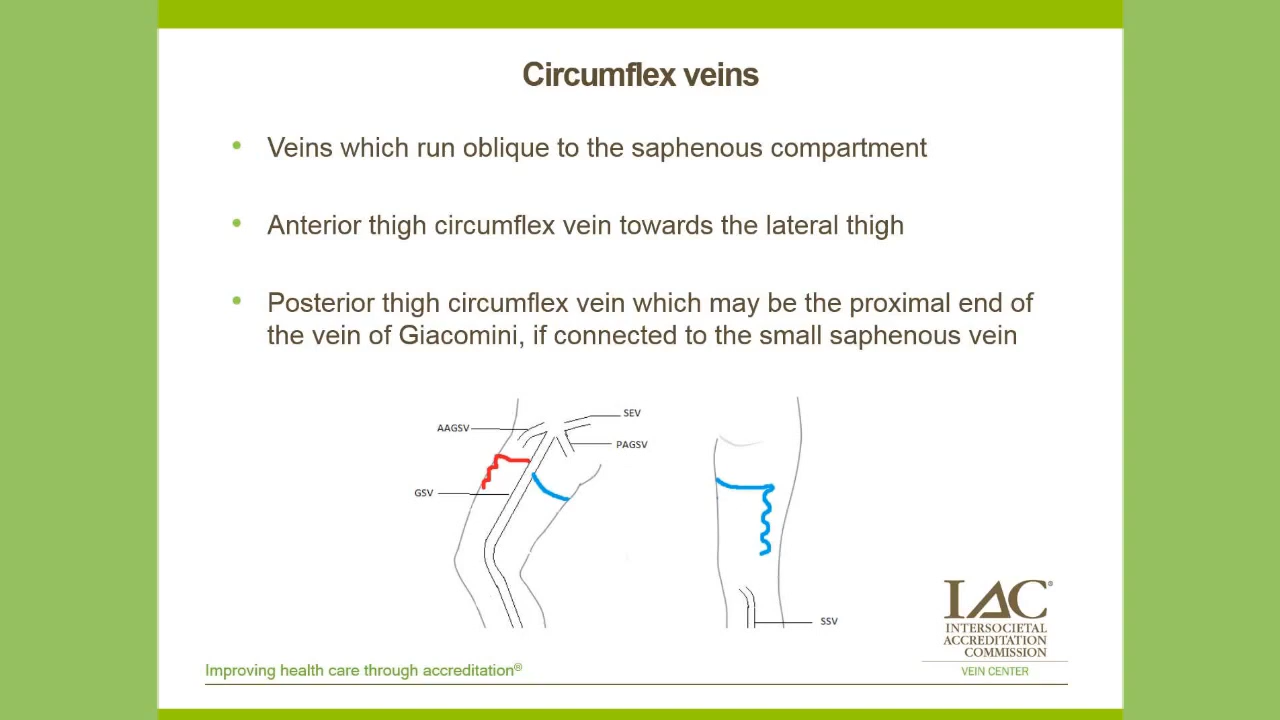 Circumflex veins
• Veins which run oblique to the saphenous compartment
• Anterior thigh circumflex vein towards the lateral thigh
• Posterior thigh circumflex vein which may be the proximal end of
the vein of Giacomini, if connected to the small saphenous vein
SEV
AAGSV
PAGSV
GSV
SSV
IAC®
INTERSOCIETAL
ACCREDITATION
COMMISSION
VEIN CENTER
Improving health care through accreditation®